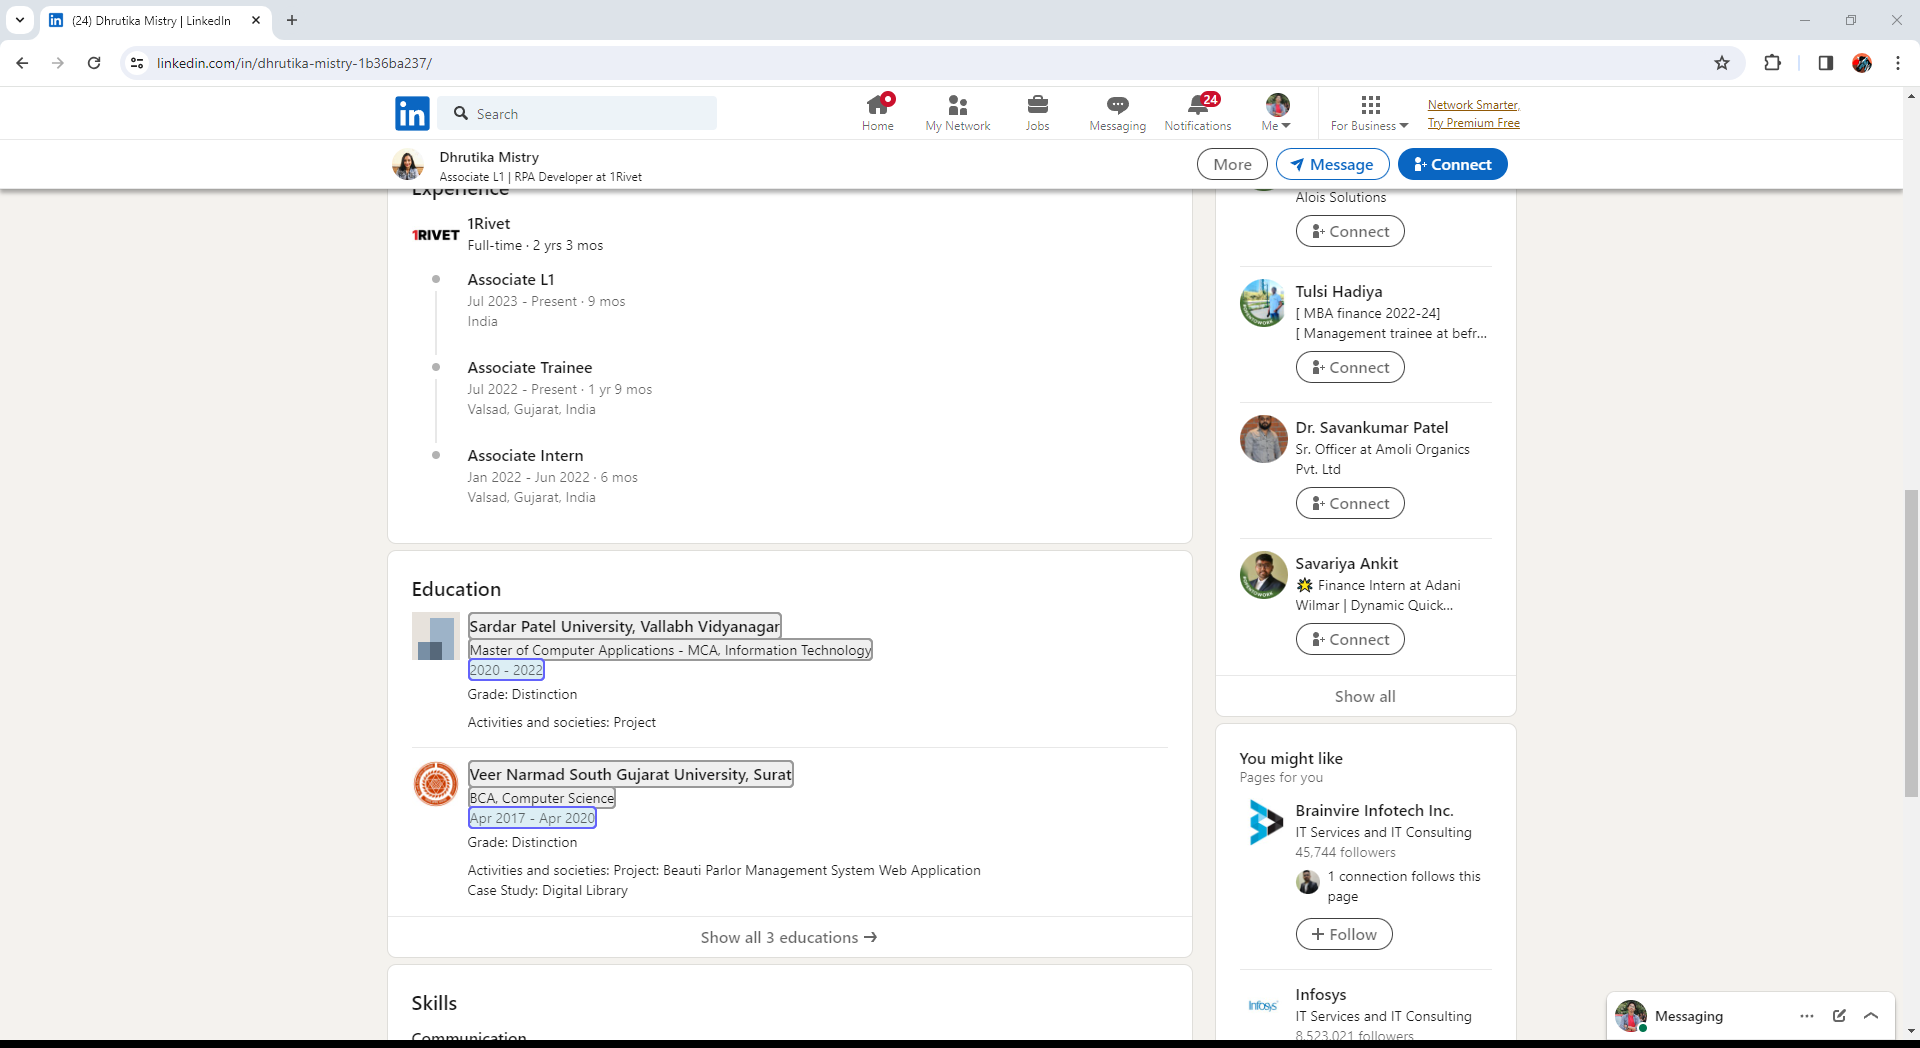 (24) Dhrutika Mistry | LinkedIn
linkedin.com/in/dhrutika-mistry-1b36ba237/
in
Search
Home
My Network
Jobs
Messaging
24
Notifications
Me
For Business
Network Smarter,
Try Premium Free
Dhrutika Mistry
Associate L1 | RPA Developer at 1Rivet
More
Message
Connect
Experience
1RIVET
1Rivet
Full-time · 2 yrs 3 mos
Associate L1
Jul 2023 - Present · 9 mos
India
Associate Trainee
Jul 2022 - Present · 1 yr 9 mos
Valsad, Gujarat, India
Associate Intern
Jan 2022 - Jun 2022 · 6 mos
Valsad, Gujarat, India
Education
Sardar Patel University, Vallabh Vidyanagar
Master of Computer Applications - MCA, Information Technology
2020 - 2022
Grade: Distinction
Activities and societies: Project
Veer Narmad South Gujarat University, Surat
BCA, Computer Science
Apr 2017 - Apr 2020
Grade: Distinction
Activities and societies: Project: Beauti Parlor Management System Web Application
Case Study: Digital Library
Show all 3 educations
Skills
Communication
Alois Solutions
Connect
Tulsi Hadiya
[ MBA finance 2022-24]
[ Management trainee at befr...
Connect
Dr. Savankumar Patel
Sr. Officer at Amoli Organics
Pvt. Ltd
Connect
Savariya Ankit
Finance Intern at Adani
Wilmar | Dynamic Quick...
Connect
Show all
You might like
Pages for you
Brainvire Infotech Inc.
IT Services and IT Consulting
45,744 followers
1 connection follows this
page
Follow
Infosys
Infosys
IT Services and IT Consulting
8,523,021 followers
Messaging